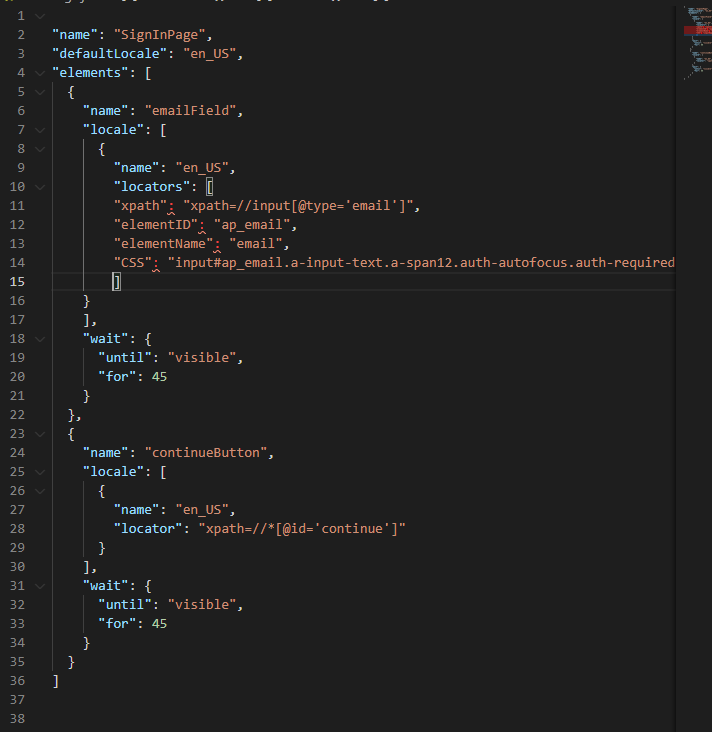 1
2 "name": "SignInPage",
3 "defaultLocale": "en_US",
4 "elements": [
5 {
6 "name": "emailField",
7 "locale": [
8 {
9 "name": "en_US",
10 "locators": [
11 "xpath": "xpath=//input[@type='email']",
12 "elementID": "ap_email",
13 "elementName": "email",
14 "CSS": "input#ap_email.a-input-text.a-span12.auth-autofocus.auth-required
15 ]
16 }
17 ],
18 "wait": {
19 "until": "visible",
20 "for": 45
21 }
22 },
23 {
24 "name": "continueButton",
25 "locale": [
26 {
27 "name": "en_US",
28 "locator": "xpath=//*[@id='continue']"
29 }
30 ],
31 "wait": {
32 "until": "visible",
33 "for": 45
34 }
35 }
36 ]
37
38